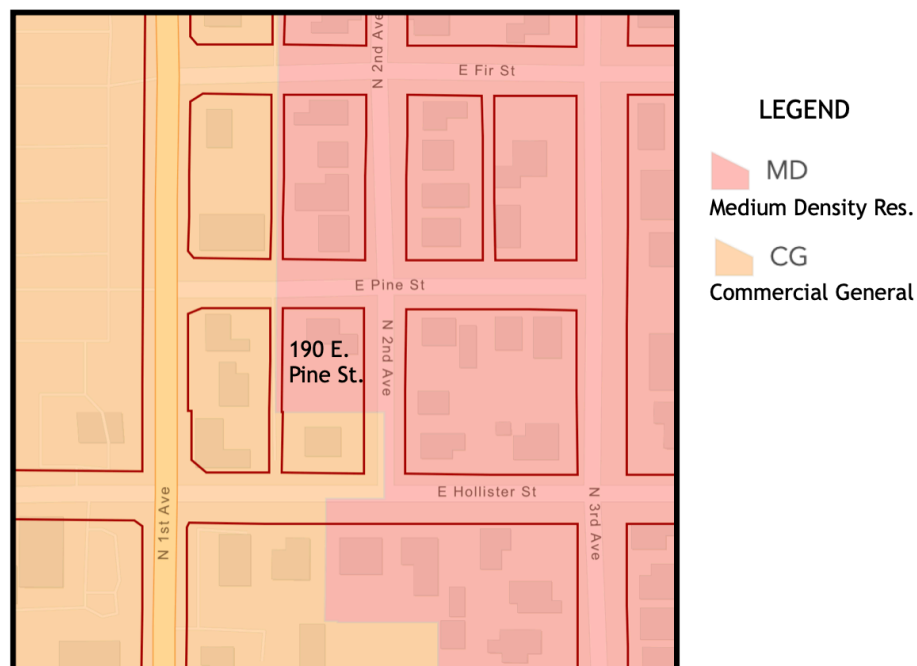 N 2nd Ave
E Fir St
LEGEND
MD
Medium Density Res.
CG
Commercial General
E Pine St
190 E.
Pine St.
N 2nd Ave
E Hollister St
N 1st Ave
N 3rd Ave